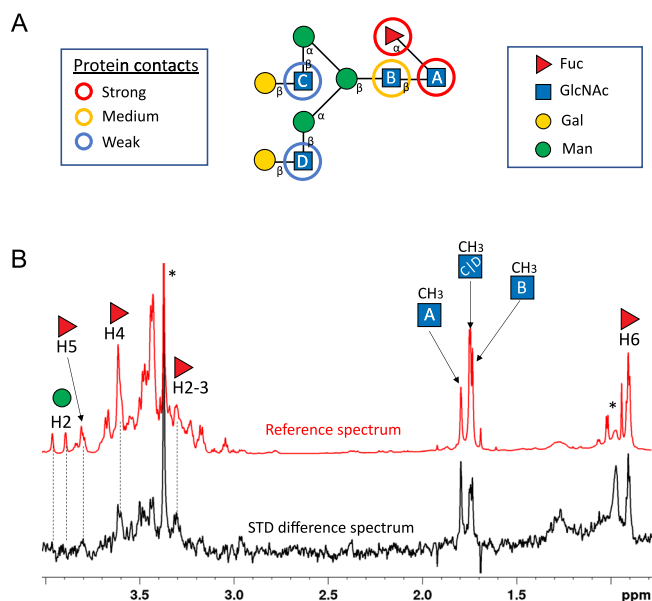 A
Protein contacts
Strong
Medium
Weak
α
β
C
β
α
β
D
β
β
B
β
A
α
Fuc
GlcNAc
Gal
Man
B
H2
H5
H4
*
H2-3
CH3
A
CH3
C/D
CH3
B
H6
*
Reference spectrum
STD difference spectrum
3.5
3.0
2.5
2.0
1.5
ppm